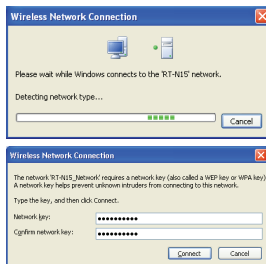 Wireless Network Connection
Please wait while Windows connects to the 'RT-N15' network.
Detecting network type...
Cancel
Wireless Network Connection
The network 'RT-N15_Network' requires a network key (also called a WEP key or WPA key).
A network key helps prevent unknown intruders from connecting to this network.
Type the key, and then click Connect.
Network key: ••••••••••
Confirm network key: ••••••••••
Connect Cancel